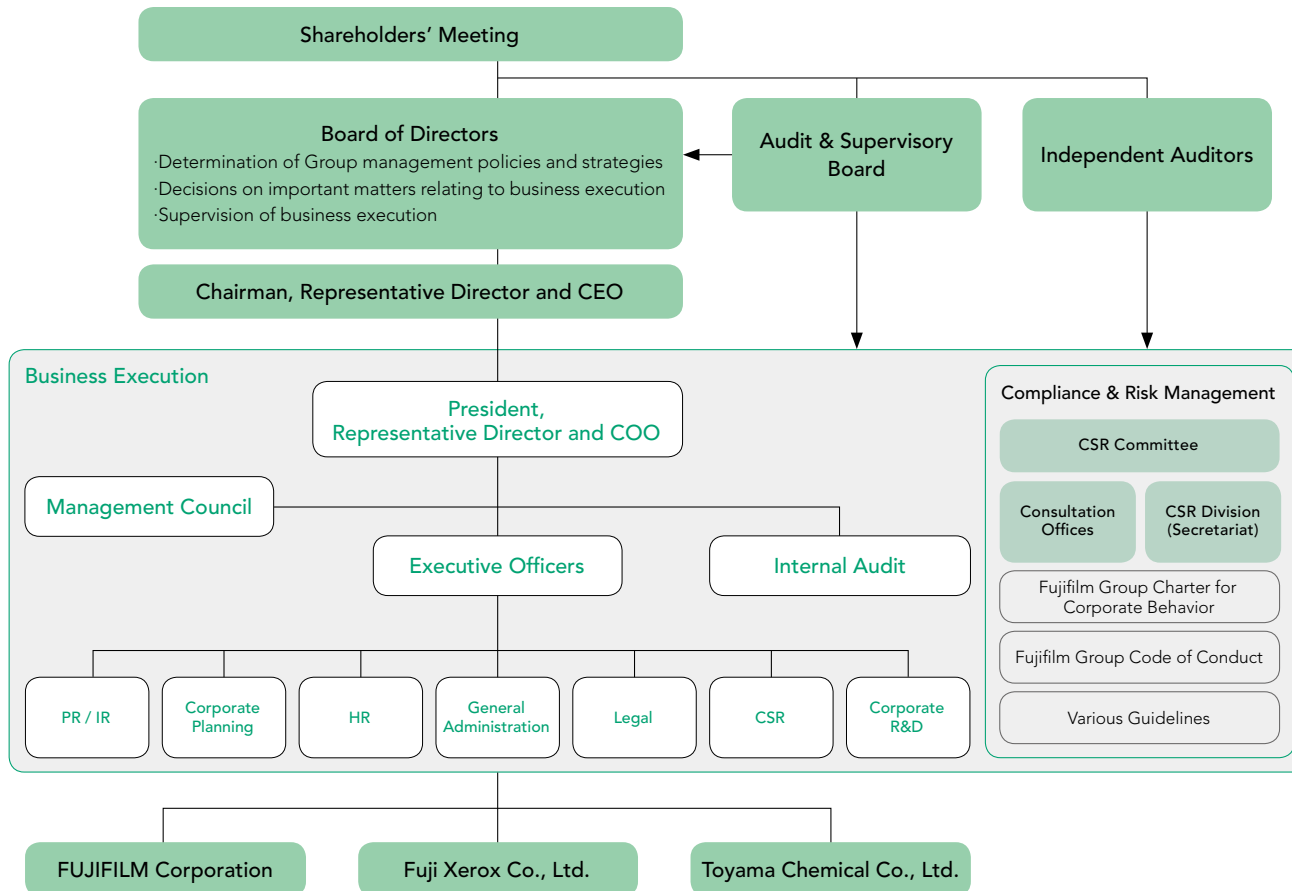 Shareholders’ Meeting
Board of Directors
·Determination of Group management policies and strategies
·Decisions on important matters relating to business execution
·Supervision of business execution
Audit & Supervisory
Board
Independent Auditors
Chairman, Representative Director and CEO
Business Execution
President,
Representative Director and COO
Management Council
Executive Officers
Internal Audit
PR / IR
Corporate
Planning
HR
General
Administration
Legal
CSR
Corporate
R&D
Compliance & Risk Management
CSR Committee
Consultation
Offices
CSR Division
(Secretariat)
Fujifilm Group Charter for
Corporate Behavior
Fujifilm Group Code of Conduct
Various Guidelines
FUJIFILM Corporation
Fuji Xerox Co., Ltd.
Toyama Chemical Co., Ltd.